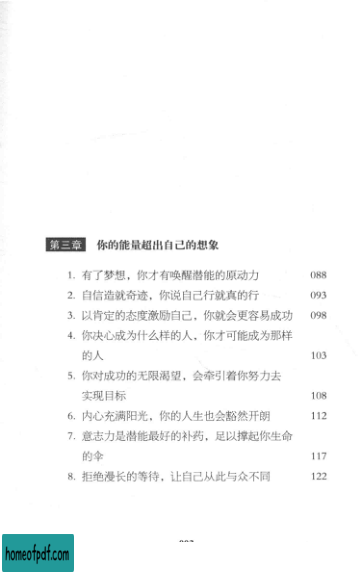 第三章 你的能量超出自己的想象
1. 有了梦想，你才有唤醒潜能的原动力 088
2. 自信造就奇迹，你说自己行就真的行 093
3. 以肯定的态度激励自己，你就会更容易成功 098
4. 你决心成为什么样的人，你才可能成为那样
的人 103
5. 你对成功的无限渴望，会牵引着你努力去
实现目标 108
6. 内心充满阳光，你的人生也会豁然开朗 112
7. 意志力是潜能最好的补药，足以撑起你生命
的伞 117
8. 拒绝漫长的等待，让自己从此与众不同 122
homeofpdf.com